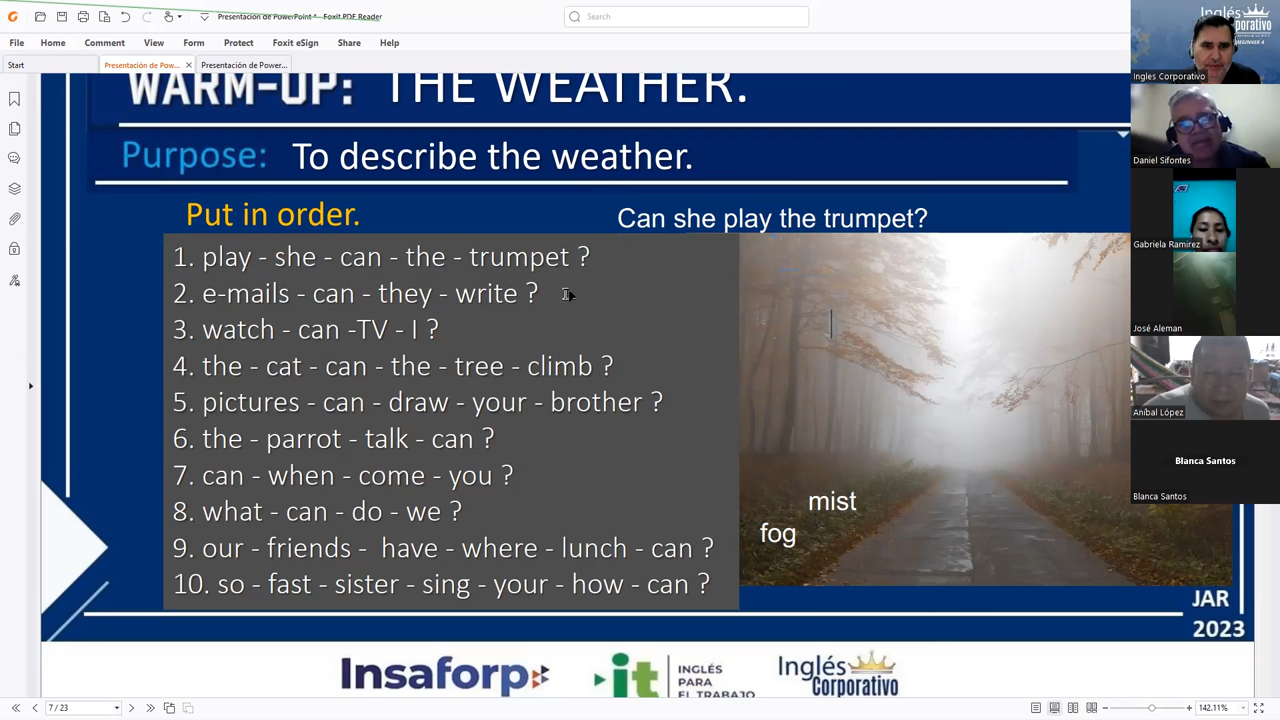 Presentación de PowerPoint * - Foxit PDF Reader
Search
File Home Comment View Form Protect Foxit eSign Share Help
Start
Presentación de Pow...
Presentación de Power...
WARM-UP: THE WEATHER.
Purpose: To describe the weather.
Put in order.
Can she play the trumpet?
1. play - she - can - the - trumpet ?
2. e-mails - can - they - write ?
3. watch - can -TV - I ?
4. the - cat - can - the - tree - climb ?
5. pictures - can - draw - your - brother ?
6. the - parrot - talk - can ?
7. can - when - come - you ?
8. what - can - do - we ?
9. our - friends - have - where - lunch - can ?
10. so - fast - sister - sing - your - how - can ?
mist
fog
JAR
2023
Insaforp
it
INGLÉS
PARA
EL TRABAJO
Inglés
Corporativo
7 / 23
142.11%
Inglés
Corporativo
BEGINNER 4
Ingles Corporativo
Daniel Sifontes
Gabriela Ramirez
José Aleman
Aníbal López
Blanca Santos
Blanca Santos